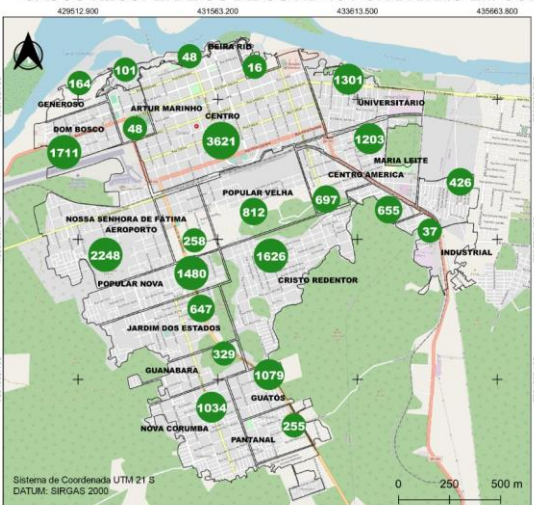 429512.900 431563.200 433613.500 435663.800
BEIRA RIO
48
101
16
164
1301
GENEROSO
ARTUR MARINHO
UNIVERSITÁRIO
CENTRO
DOM BOSCO
48
3621
1203
1711
MARIA LEITE
CENTRO AMERICA
426
POPULAR VELHA
697
812
655
NOSSA SENHORA DE FÁTIMA
AEROPORTO
258
37
2248
1626
INDUSTRIAL
1480
POPULAR NOVA
CRISTO REDENTOR
647
JARDIM DOS ESTADOS
329
GUANABARA
1079
GUATÓS
1034
255
NOVA CORUMBA
PANTANAL
Sistema de Coordenada UTM 21 S
DATUM: SIRGAS 2000
0 250 500 m